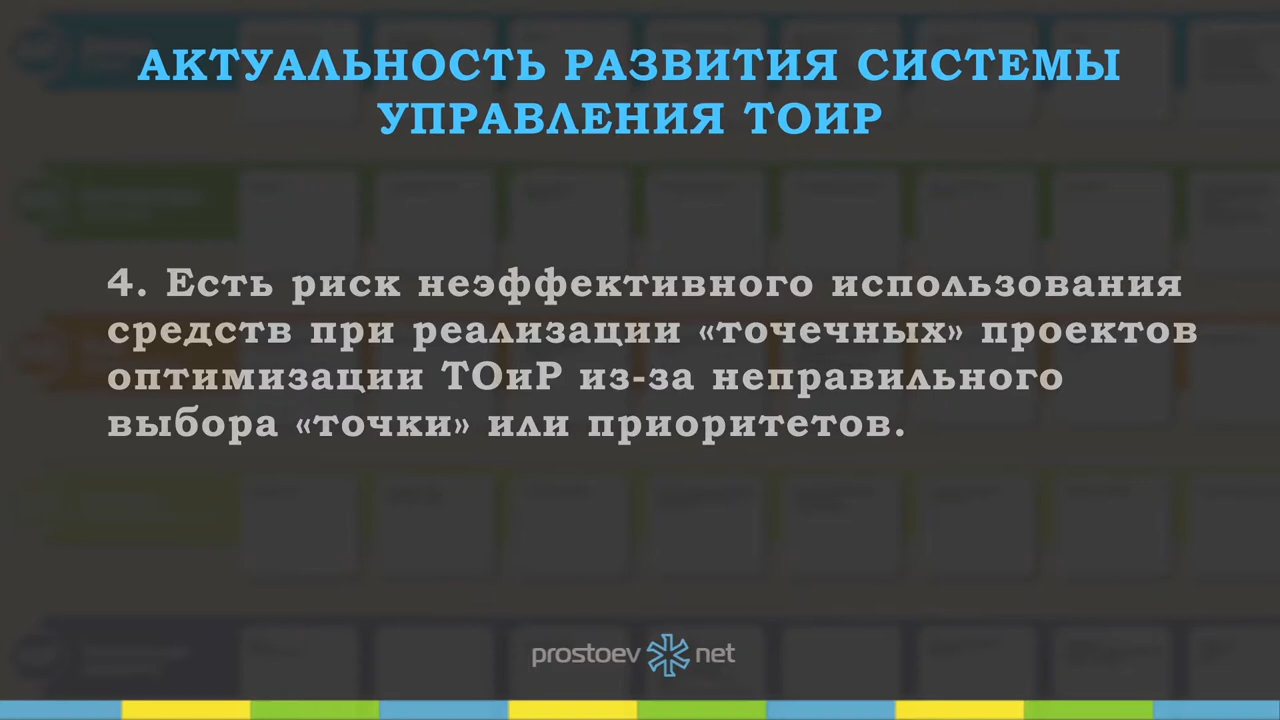 АКТУАЛЬНОСТЬ РАЗВИТИЯ СИСТЕМЫ
УПРАВЛЕНИЯ ТОИР
4. Есть риск неэффективного использования
средств при реализации «точечных» проектов
оптимизации ТОиР из-за неправильного
выбора «точки» или приоритетов.
prostoev net